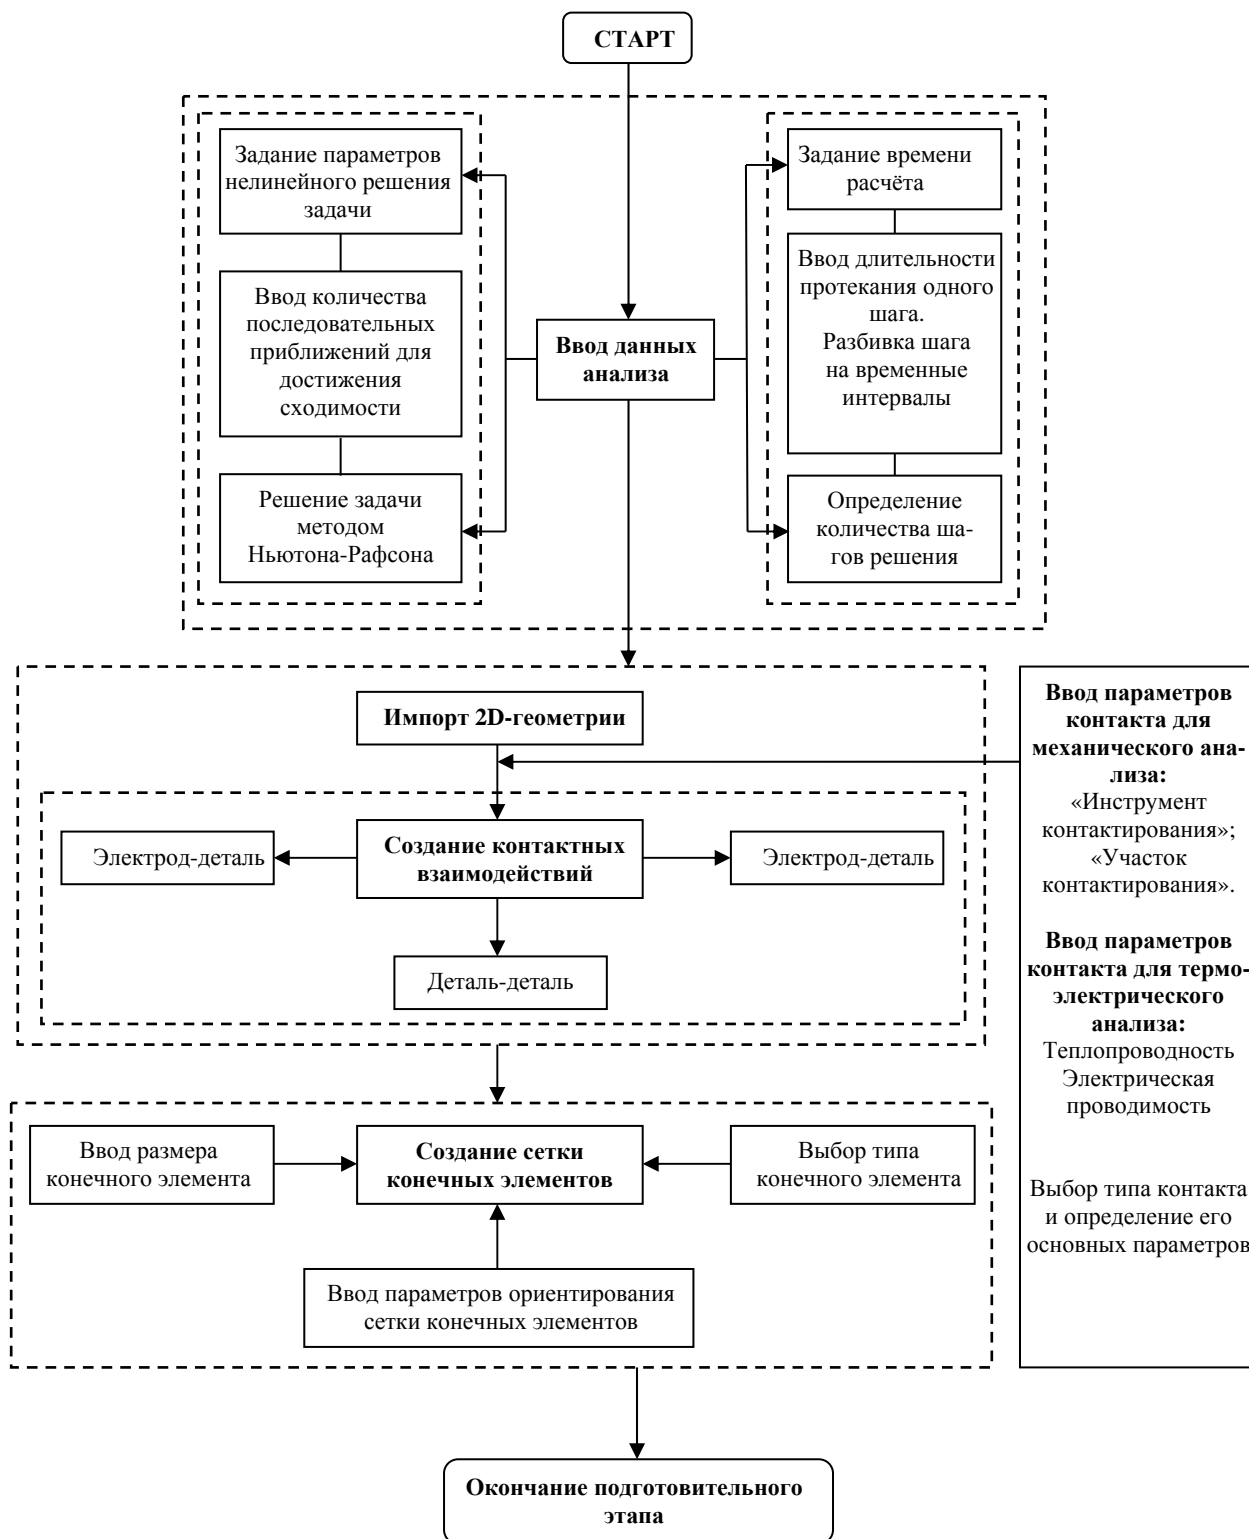 СТАРТ
Задание параметров
нелинейного решения
задачи
Ввод количества
последовательных
приближений для
достижения
сходимости
Решение задачи
методом
Ньютона-Рафсона
Ввод данных
анализа
Задание времени
расчёта
Ввод длительности
протекания одного
шага.
Разбивка шага
на временные
интервалы
Определение
количества ша-
гов решения
Импорт 2D-геометрии
Создание контактных
взаимодействий
Электрод-деталь
Электрод-деталь
Деталь-деталь
Ввод параметров
контакта для
механического ана-
лиза:
«Инструмент
контактирования»;
«Участок
контактирования».
Ввод параметров
контакта для термо-
электрического
анализа:
Теплопроводность
Электрическая
проводимость
Выбор типа контакта
и определение его
основных параметров
Ввод размера
конечного элемента
Создание сетки
конечных элементов
Выбор типа
конечного элемента
Ввод параметров ориентирования
сетки конечных элементов
Окончание подготовительного
этапа